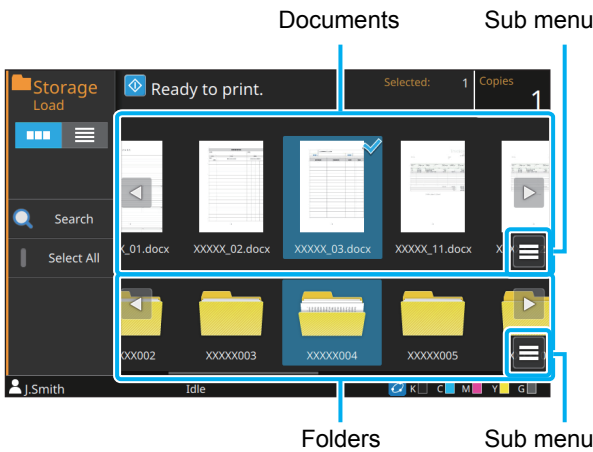 Documents Sub menu
Storage
Load
Ready to print.
Selected: 1
Copies
1
X_01.docx XXXXX_02.docx XXXXX_03.docx XXXXX_11.docx
Search
Select All
XXX002 XXXXX003 XXXXX004 XXXXX005
J.Smith Idle K C M Y G
Folders Sub menu